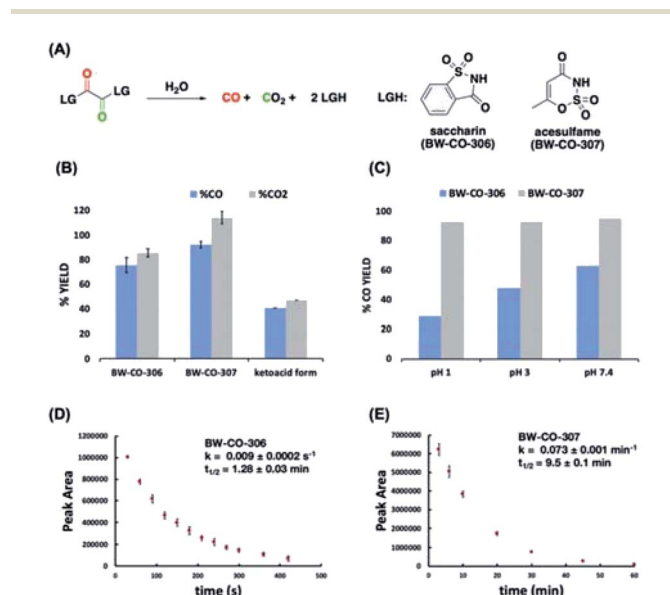 (A)
O
LG
LG
O
H₂O
CO + CO₂ + 2 LGH
LGH:
O O
S
NH
O
saccharin
(BW-CO-306)
O
NH
S=O
O
O
acesulfame
(BW-CO-307)
(B)
%CO %CO2
% YIELD
120
100
80
60
40
20
0
BW-CO-306 BW-CO-307 ketoacid form
(C)
BW-CO-306 BW-CO-307
% CO YIELD
100
80
60
40
20
0
pH 1 pH 3 pH 7.4
(D)
BW-CO-306
k = 0.009 ± 0.0002 s⁻¹
t₁/₂ = 1.28 ± 0.03 min
Peak Area
1200000
1000000
800000
600000
400000
200000
0
0 100 200 300 400 500
time (s)
(E)
BW-CO-307
k = 0.073 ± 0.001 min⁻¹
t₁/₂ = 9.5 ± 0.1 min
Peak Area
7000000
6000000
5000000
4000000
3000000
2000000
1000000
0
0 10 20 30 40 50 60
time (min)